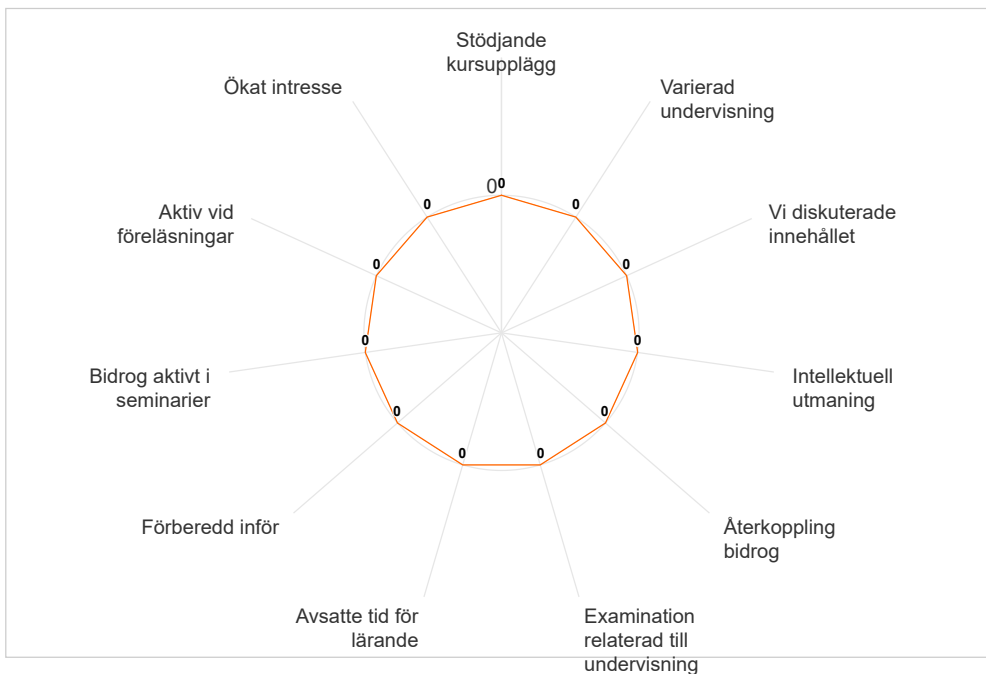 Stödjande
kursupplägg
Varierad
undervisning
Vi diskuterade
innehållet
Intellektuell
utmaning
Återkoppling
bidrog
Examination
relaterad till
undervisning
Avsatte tid för
lärande
Förberedd inför
Bidrog aktivt i
seminarier
Aktiv vid
föreläsningar
Ökat intresse
0
0
0
0
0
0
0
0
0
0
0
0